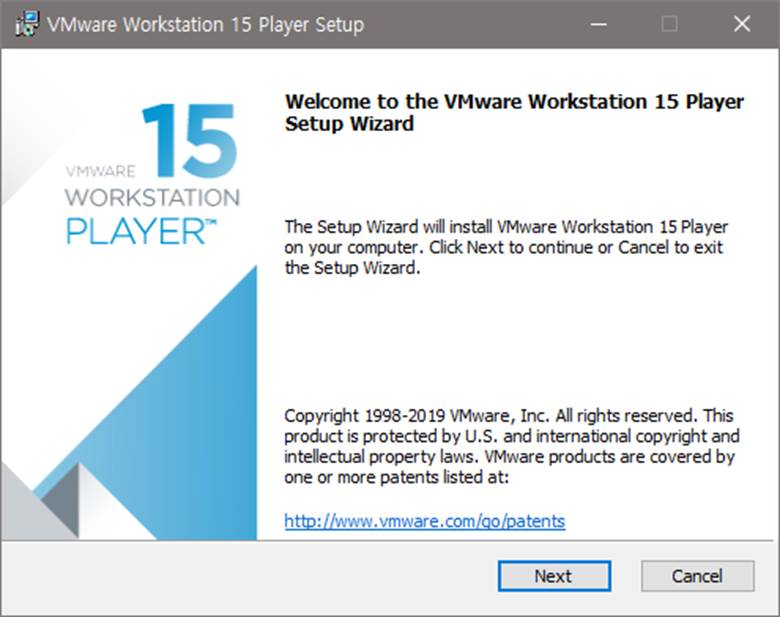 VMware Workstation 15 Player Setup
15
VMWARE
WORKSTATION
PLAYER™
Welcome to the VMware Workstation 15 Player
Setup Wizard
The Setup Wizard will install VMware Workstation 15 Player
on your computer. Click Next to continue or Cancel to exit
the Setup Wizard.
Copyright 1998-2019 VMware, Inc. All rights reserved. This
product is protected by U.S. and international copyright and
intellectual property laws. VMware products are covered by
one or more patents listed at:
http://www.vmware.com/go/patents
Next
Cancel